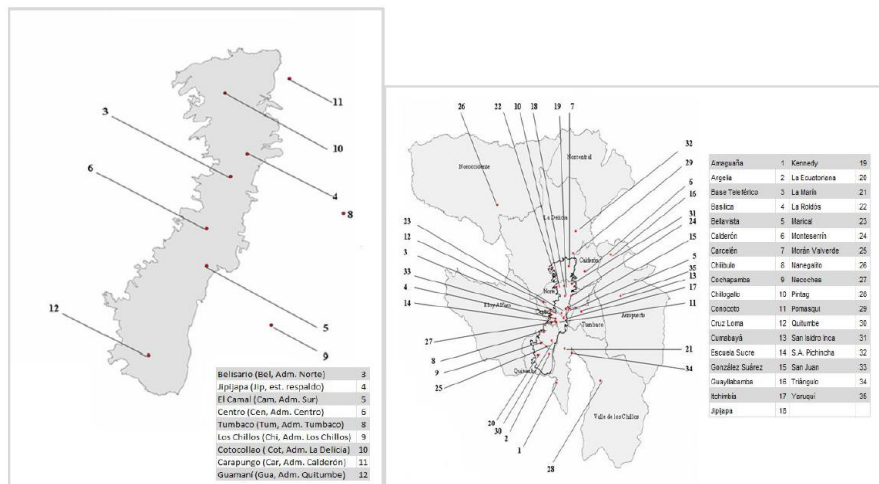 11
3
10
6
4
8
12
5
9
Belisario (Bel, Adm. Norte) 3
Jipijapa (Jip, est. respaldo) 4
El Camal (Cam, Adm. Sur) 5
Centro (Cen, Adm. Centro) 6
Tumbaco (Tum, Adm. Tumbaco) 8
Los Chillos (Chi, Adm. Los Chillos) 9
Cotocollao ( Cot, Adm. La Delicia) 10
Carapungo (Car, Adm. Calderón) 11
Guamaní (Gua, Adm. Quitumbe) 12
26 22 10 18 19 7
32
29
6
16
31
24
15
5
35
13
17
11
21
34
23
12
3
33
4
14
27
8
9
25
20
30
2
1
28
Noroccidente
Norcentral
La Delicia
Calderón
Norte
Eloy Alfaro
Centro
Tumbaco
Aeropuerto
Quitumbe
Valle de los Chillos
Amaguaña 1 Kennedy 19
Argelia 2 La Ecuatoriana 20
Base Teleférico 3 La Marín 21
Basílica 4 La Roldós 22
Bellavista 5 Mariscal 23
Calderón 6 Monteserrín 24
Carcelén 7 Morán Valverde 25
Chilibulo 8 Nanegalito 26
Cochapamba 9 Necochea 27
Chillogallo 10 Pintag 28
Conocoto 11 Pomasqui 29
Cruz Loma 12 Quitumbe 30
Cumabayá 13 San Isidro Inca 31
Escuela Sucre 14 S.A. Pichincha 32
González Suárez 15 San Juan 33
Guayllabamba 16 Triángulo 34
Itchimbía 17 Yaruquí 35
Jipijapa 18